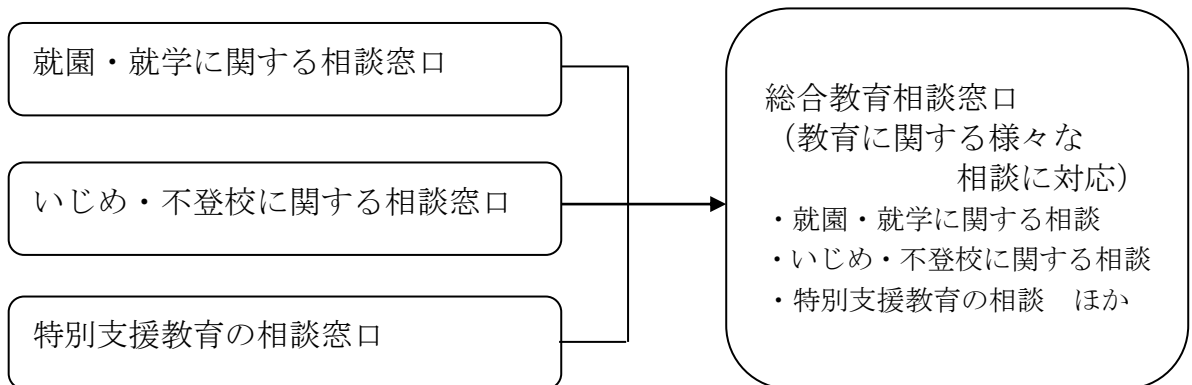 就園・就学に関する相談窓口
いじめ・不登校に関する相談窓口
特別支援教育の相談窓口
総合教育相談窓口
（教育に関する様々な
相談に対応）
・就園・就学に関する相談
・いじめ・不登校に関する相談
・特別支援教育の相談　ほか